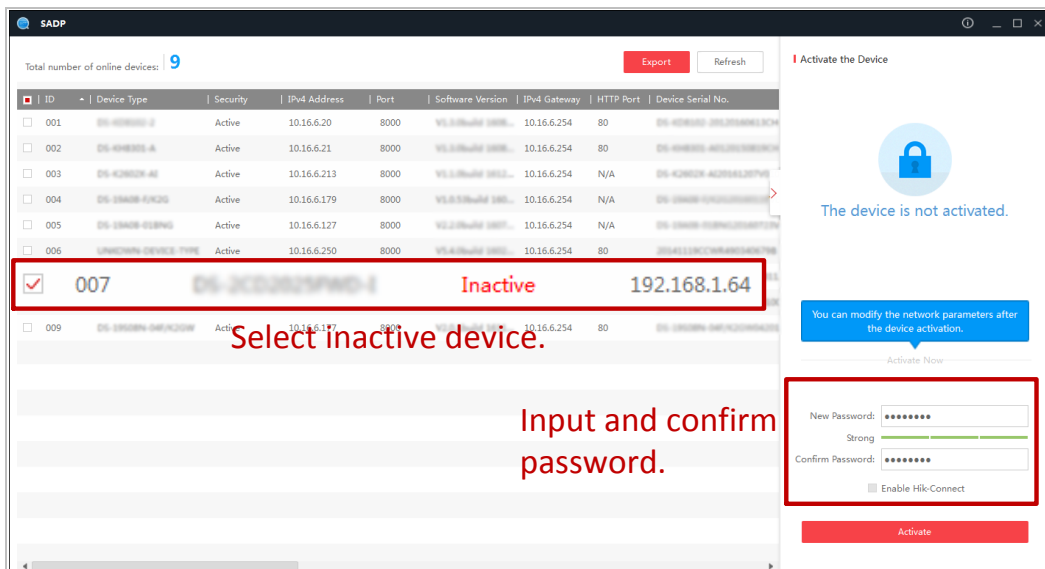 SADP
Total number of online devices: 9
Export Refresh
ID Device Type Security IPv4 Address Port Software Version IPv4 Gateway HTTP Port Device Serial No.
001 Active 10.16.6.20 8000 10.16.6.254 80
002 Active 10.16.6.21 8000 10.16.6.254 80
003 Active 10.16.6.213 8000 10.16.6.254 N/A
004 Active 10.16.6.179 8000 10.16.6.254 N/A
005 Active 10.16.6.127 8000 10.16.6.254 N/A
006 Active 10.16.6.250 8000 10.16.6.254 80
007 Inactive 192.168.1.64
009 Active 10.16.6.177 8000 10.16.6.254 80
Select inactive device.
Input and confirm
password.
Activate the Device
The device is not activated.
You can modify the network parameters after
the device activation.
Activate Now
New Password: ●●●●●●●●
Strong
Confirm Password: ●●●●●●●●
Enable Hik-Connect
Activate